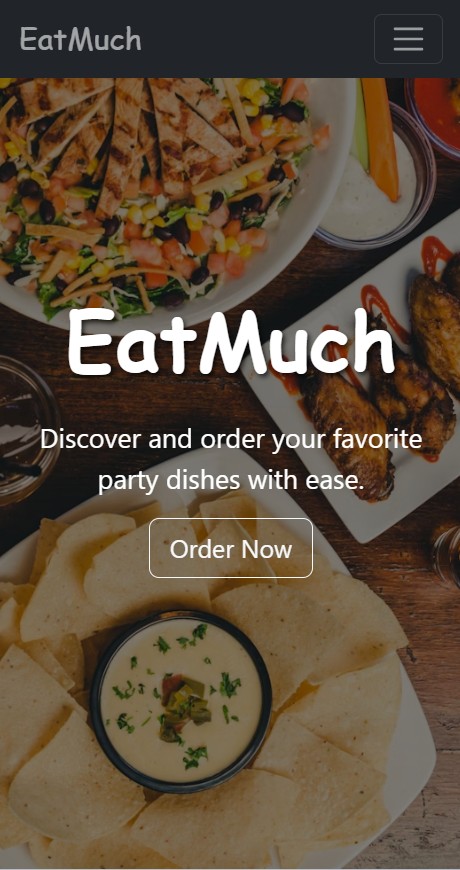 EatMuch
EatMuch
Discover and order your favorite
party dishes with ease.
Order Now